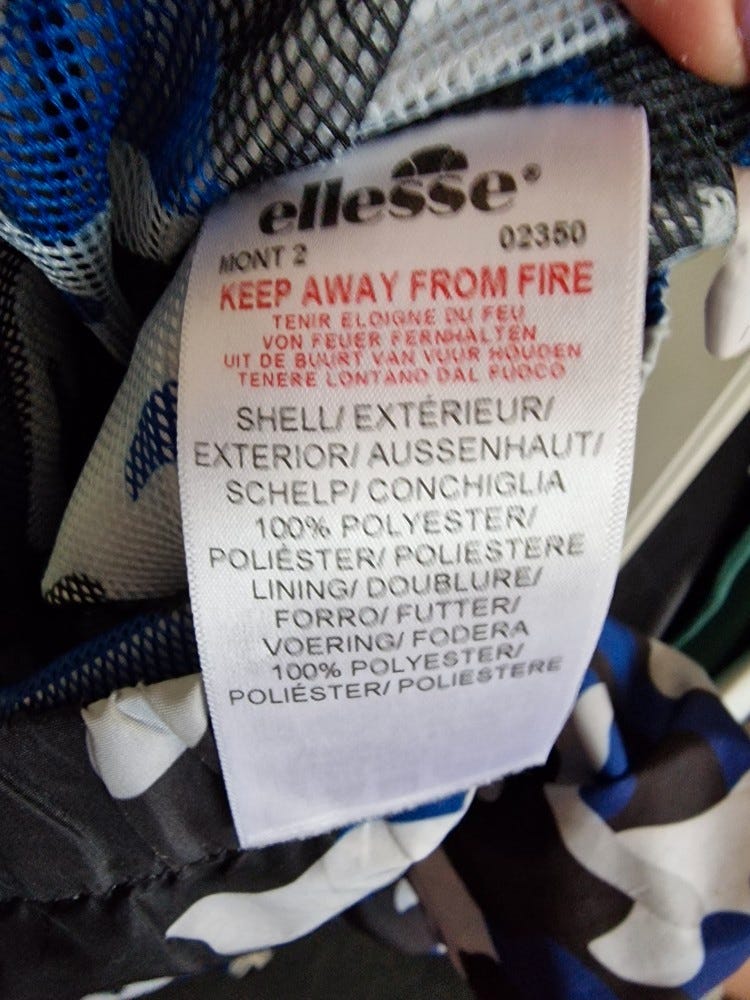 ellesse®
MONT 2 02350
KEEP AWAY FROM FIRE
TENIR ELOIGNE DU FEU
VON FEUER FERNHALTEN
UIT DE BUURT VAN VUUR HOUDEN
TENERE LONTANO DAL FUOCO
SHELL/ EXTÉRIEUR/
EXTERIOR/ AUSSENHAUT/
SCHELP/ CONCHIGLIA
100% POLYESTER/
POLIÉSTER/ POLIESTERE
LINING/ DOUBLURE/
FORRO/ FUTTER/
VOERING/ FODERA
100% POLYESTER/
POLIÉSTER/ POLIESTERE